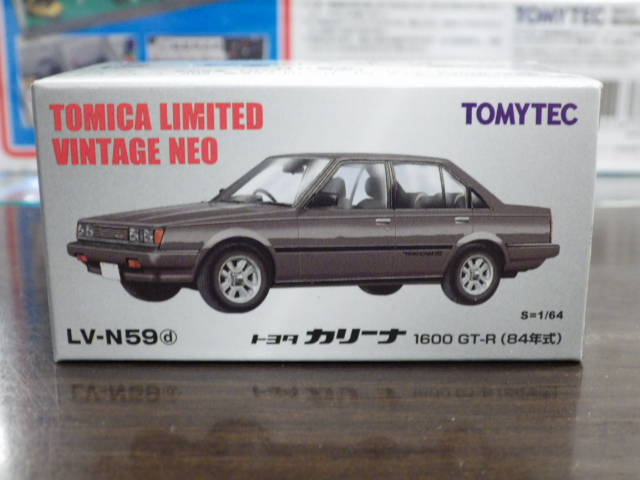 TOMYTEC
TOMICA LIMITED
VINTAGE NEO
TOMYTEC
S=1/64
LV-N59ⓓ
トヨタ カリーナ 1600 GT-R (84年式)